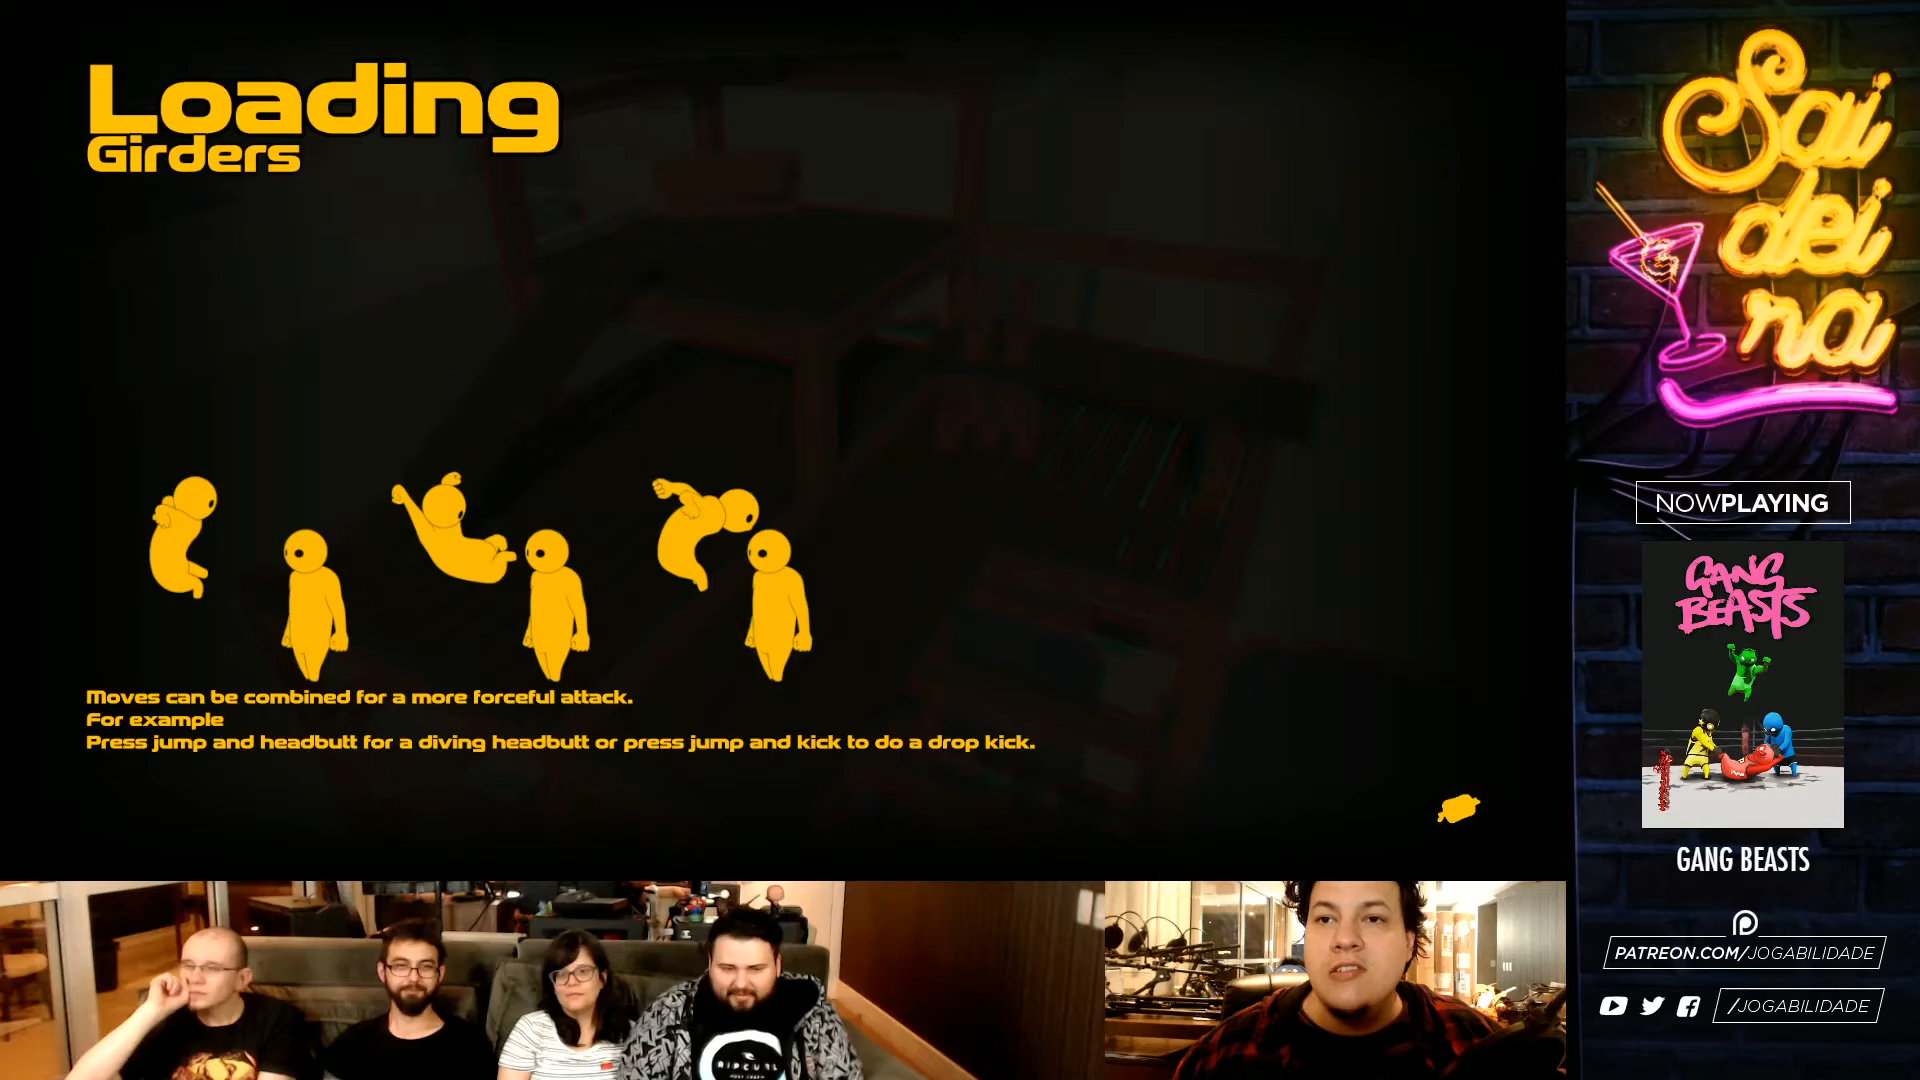 Loading
Girders
Moves can be combined for a more forceful attack.
For example
Press jump and headbutt for a diving headbutt or press jump and kick to do a drop kick.
Sai
dei
ra
NOWPLAYING
GANG
BEASTS
GANG BEASTS
PATREON.COM/JOGABILIDADE
/JOGABILIDADE
RIPCURL